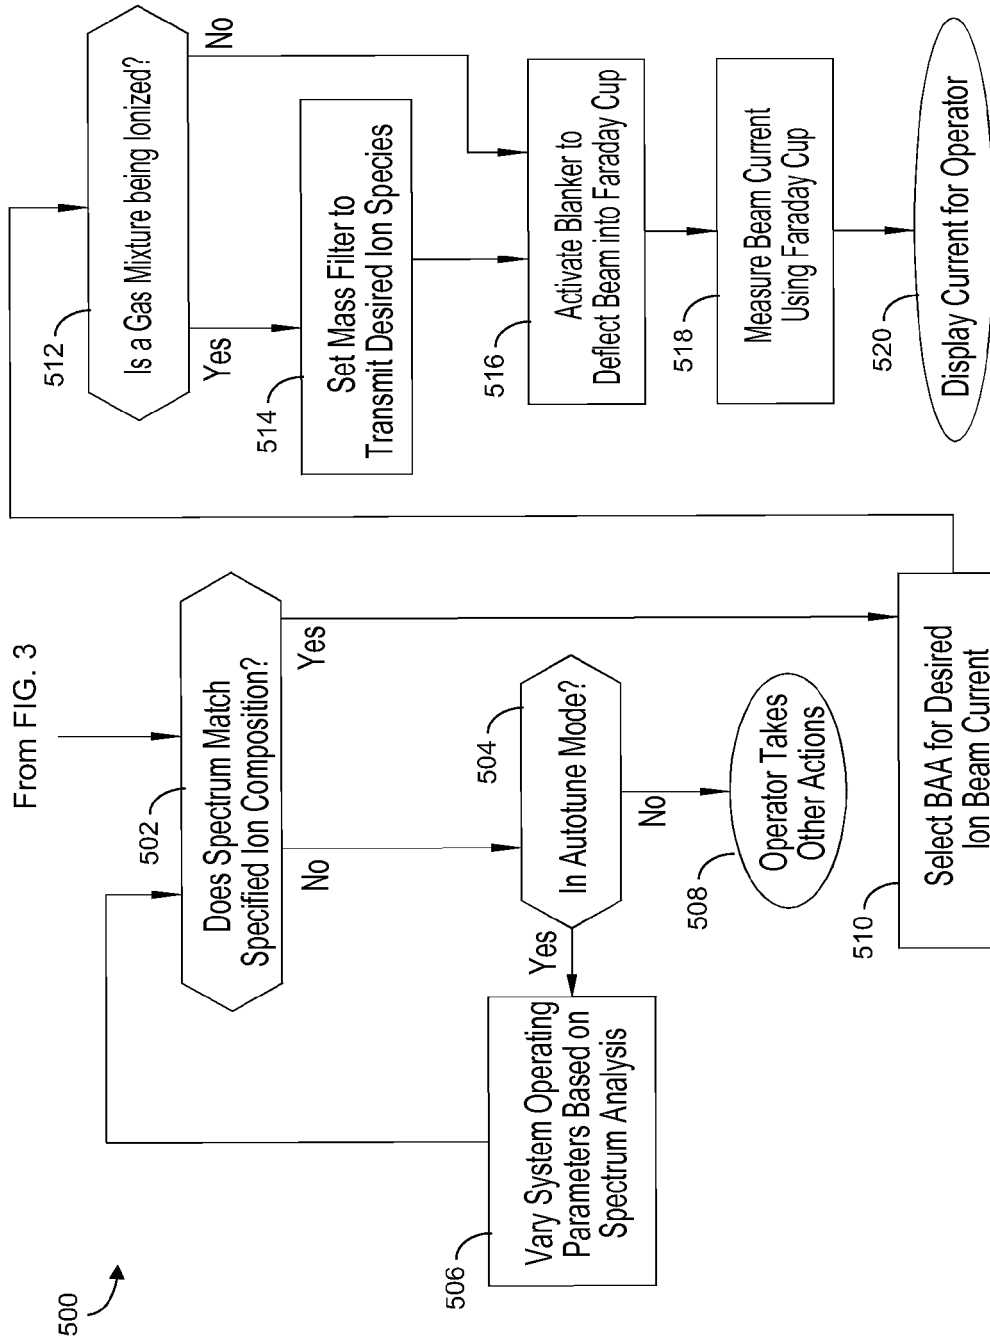 500
From FIG. 3
502
Does Spectrum Match
Specified Ion Composition?
No
Yes
504
In Autotune Mode?
Yes
No
506
Vary System Operating
Parameters Based on
Spectrum Analysis
508
Operator Takes
Other Actions
510
Select BAA for Desired
Ion Beam Current
512
Is a Gas Mixture being Ionized?
Yes
No
514
Set Mass Filter to
Transmit Desired Ion Species
516
Activate Blanker to
Deflect Beam into Faraday Cup
518
Measure Beam Current
Using Faraday Cup
520
Display Current for Operator